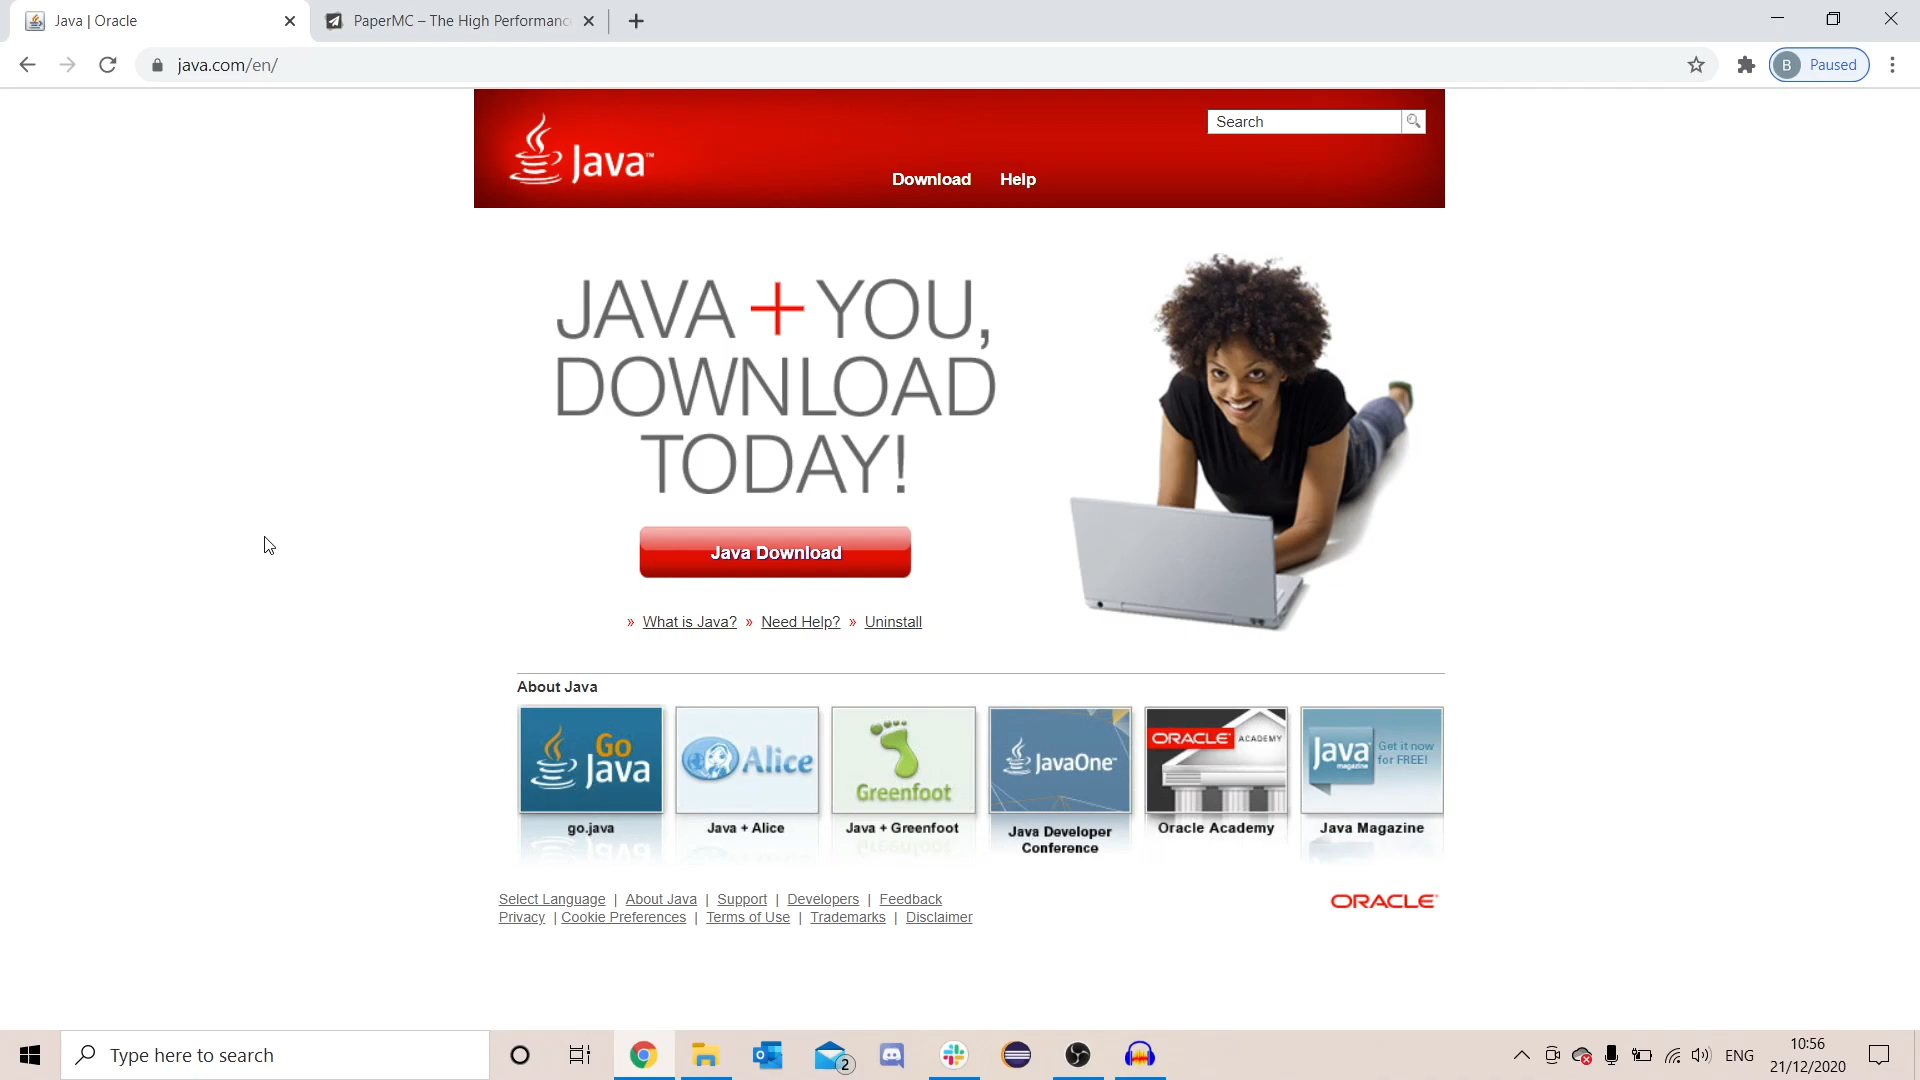 Java | Oracle
PaperMC – The High Performanc
java.com/en/
B Paused
Search
Java™
Download Help
JAVA + YOU,
DOWNLOAD
TODAY!
Java Download
» What is Java? » Need Help? » Uninstall
About Java
Go
Java
Alice
Greenfoot
JavaOne™
ORACLE ACADEMY
Java
magazine
Get it now
for FREE!
go.java
Java + Alice
Java + Greenfoot
Java Developer
Conference
Oracle Academy
Java Magazine
Select Language | About Java | Support | Developers | Feedback
Privacy | Cookie Preferences | Terms of Use | Trademarks | Disclaimer
ORACLE
Type here to search
2
ENG
10:56
21/12/2020